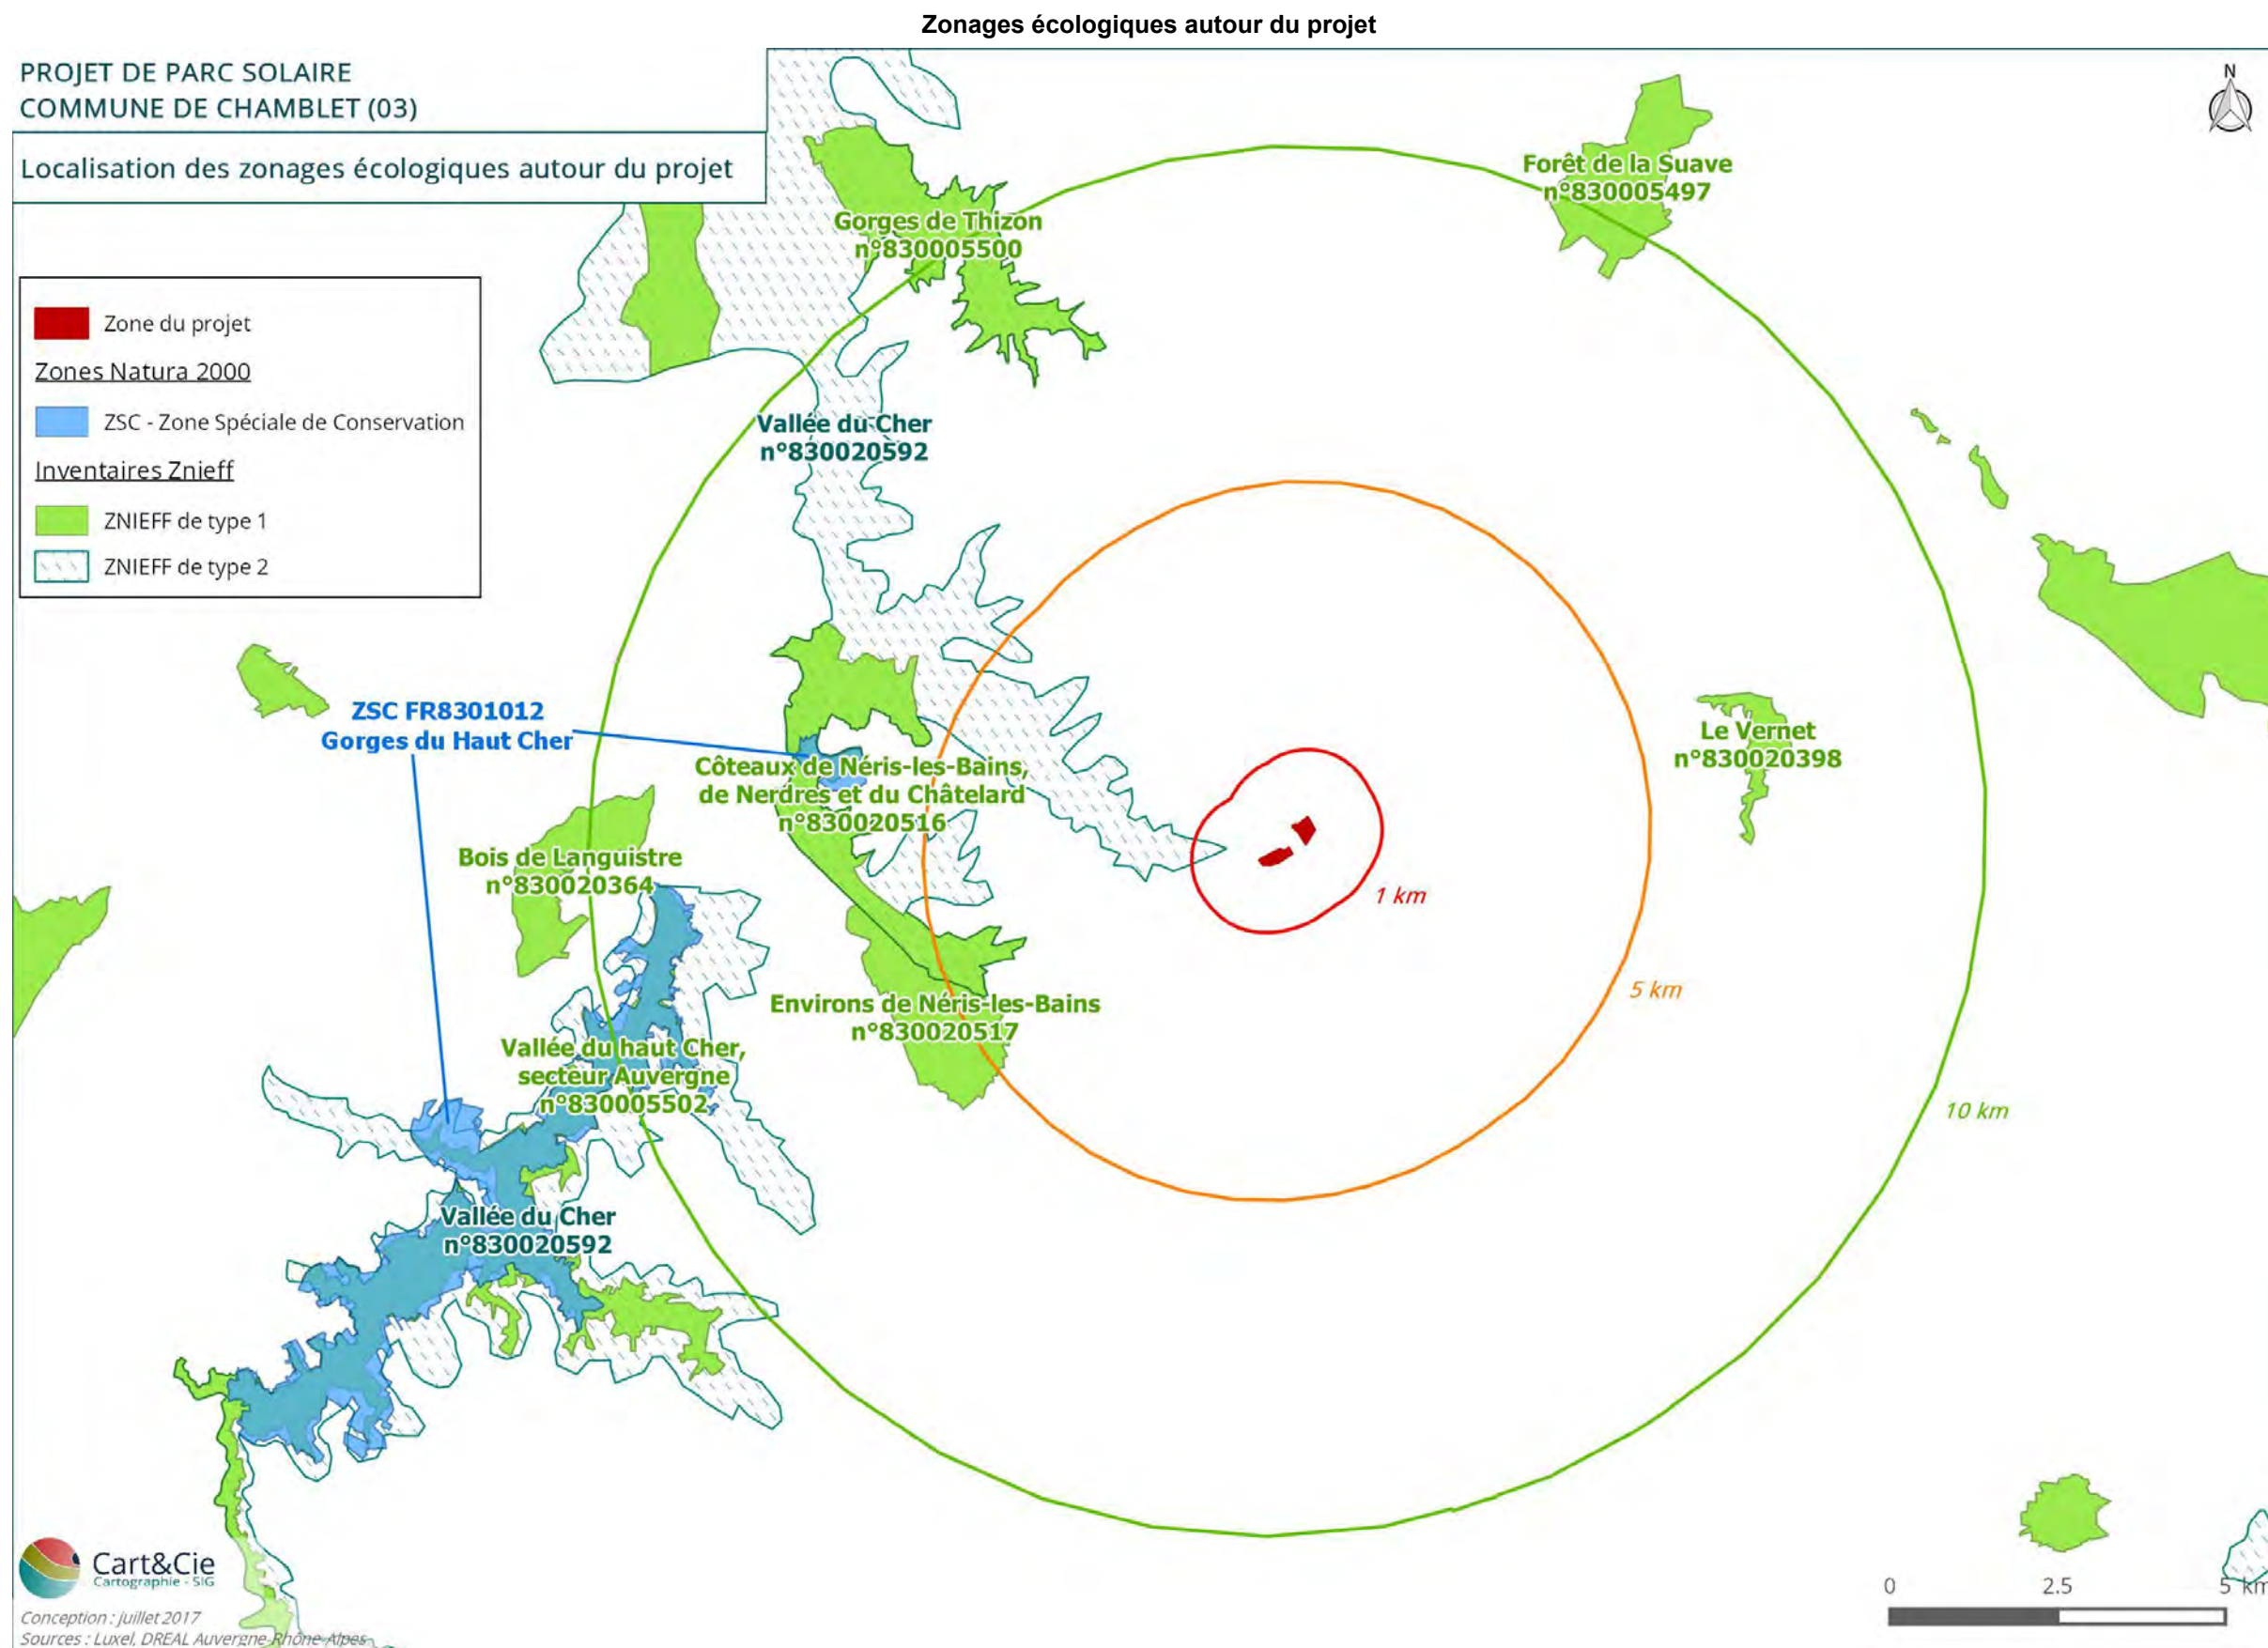 Zonages écologiques autour du projet
PROJET DE PARC SOLAIRE
COMMUNE DE CHAMBLET (03)
Localisation des zonages écologiques autour du projet
N
Zone du projet
Zones Natura 2000
ZSC - Zone Spéciale de Conservation
Inventaires Znieff
ZNIEFF de type 1
ZNIEFF de type 2
Forêt de la Suave
n°830005497
Gorges de Thizon
n°830005500
Vallée du Cher
n°830020592
ZSC FR8301012
Gorges du Haut Cher
Le Vernet
n°830020398
Côteaux de Néris-les-Bains,
de Nerdres et du Châtelard
n°830020516
Bois de Languistre
n°830020364
1 km
5 km
Environs de Néris-les-Bains
n°830020517
Vallée du haut Cher,
secteur Auvergne
n°830005502
10 km
Vallée du Cher
n°830020592
Cart&Cie
Cartographie - SIG
Conception : juillet 2017
Sources : Luxel, DREAL Auvergne-Rhône-Alpes
0 2.5 5 km